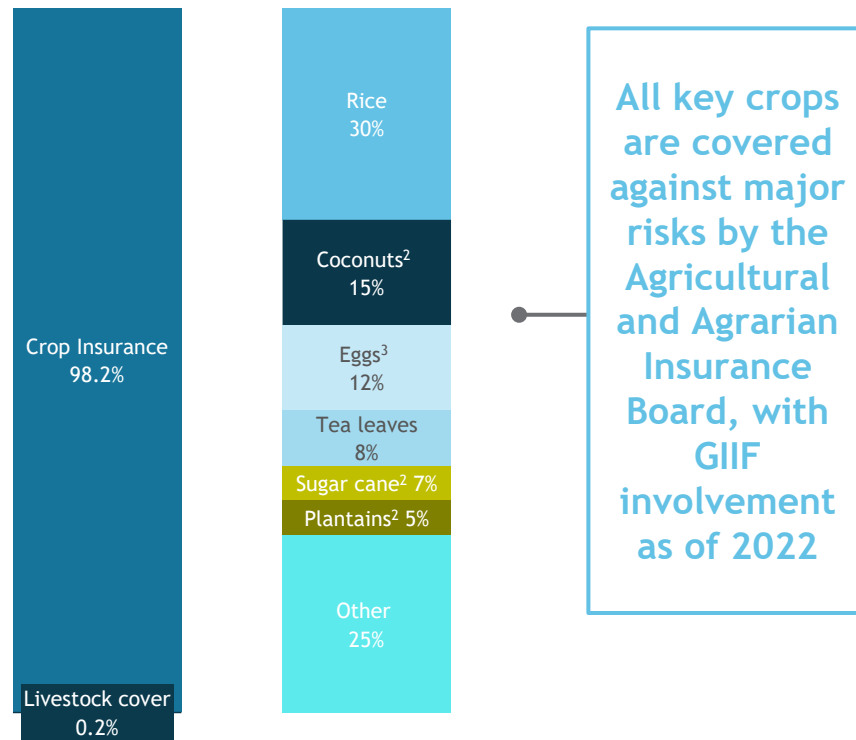 Crop Insurance
98.2%
Livestock cover
0.2%
Rice
30%
Coconuts²
15%
Eggs³
12%
Tea leaves
8%
Sugar cane² 7%
Plantains² 5%
Other
25%
All key crops
are covered
against major
risks by the
Agricultural
and Agrarian
Insurance
Board, with
GIIF
involvement
as of 2022